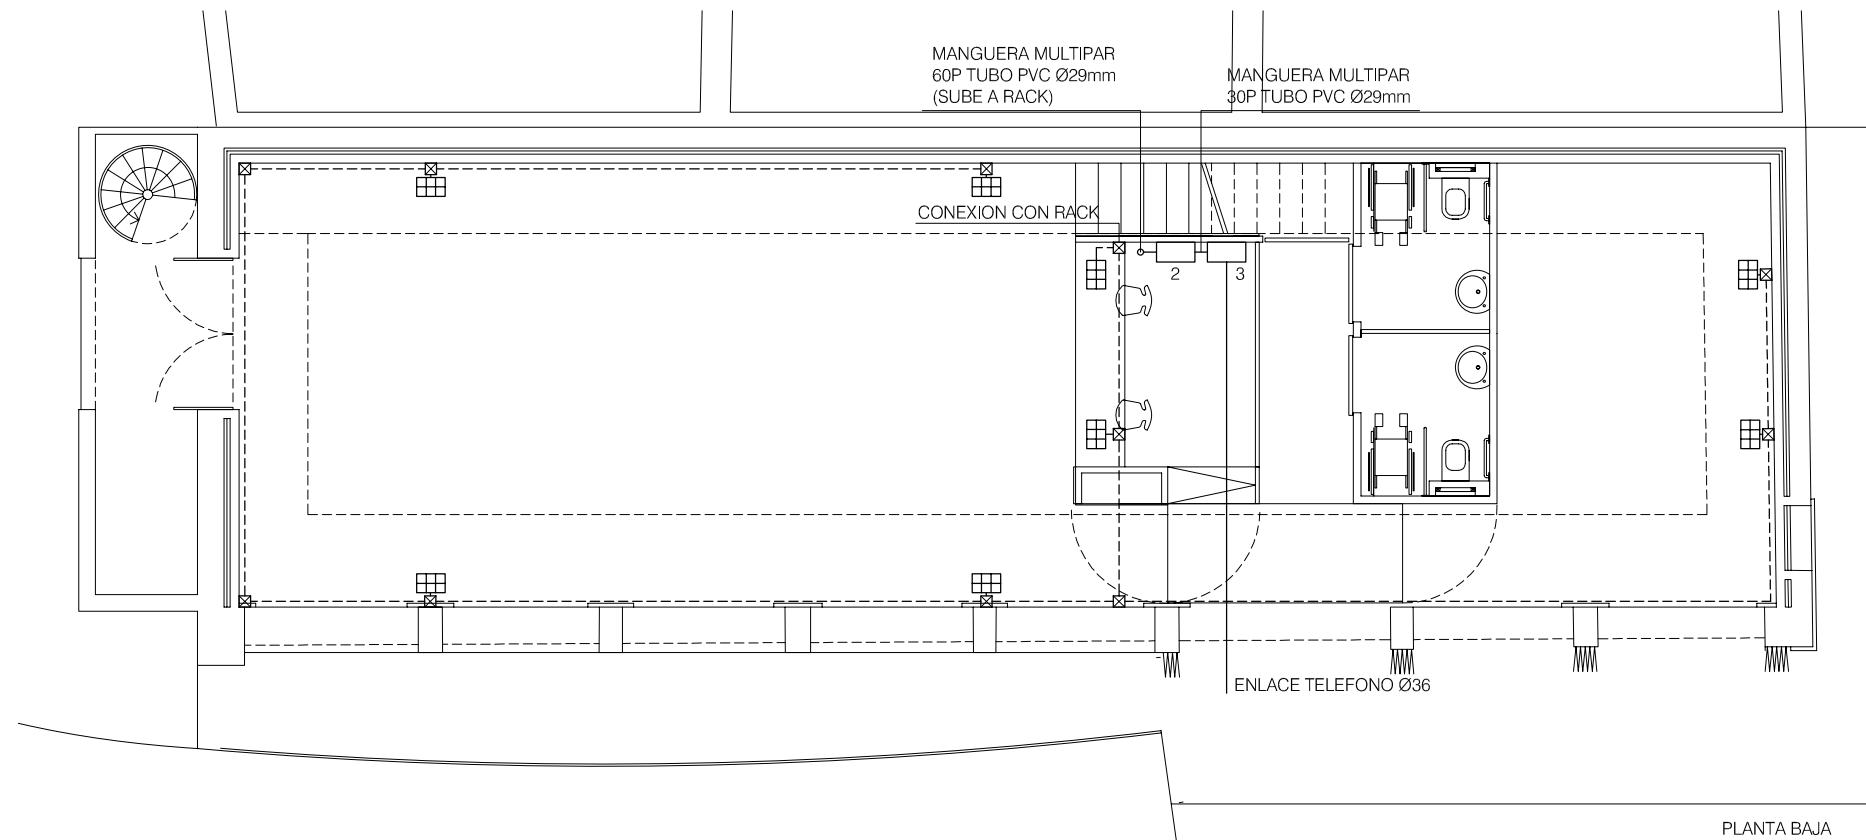 MANGUERA MULTIPAR
60P TUBO PVC Ø29mm
(SUBE A RACK)
MANGUERA MULTIPAR
30P TUBO PVC Ø29mm
CONEXION CON RACK
2
3
ENLACE TELEFONO Ø36
PLANTA BAJA